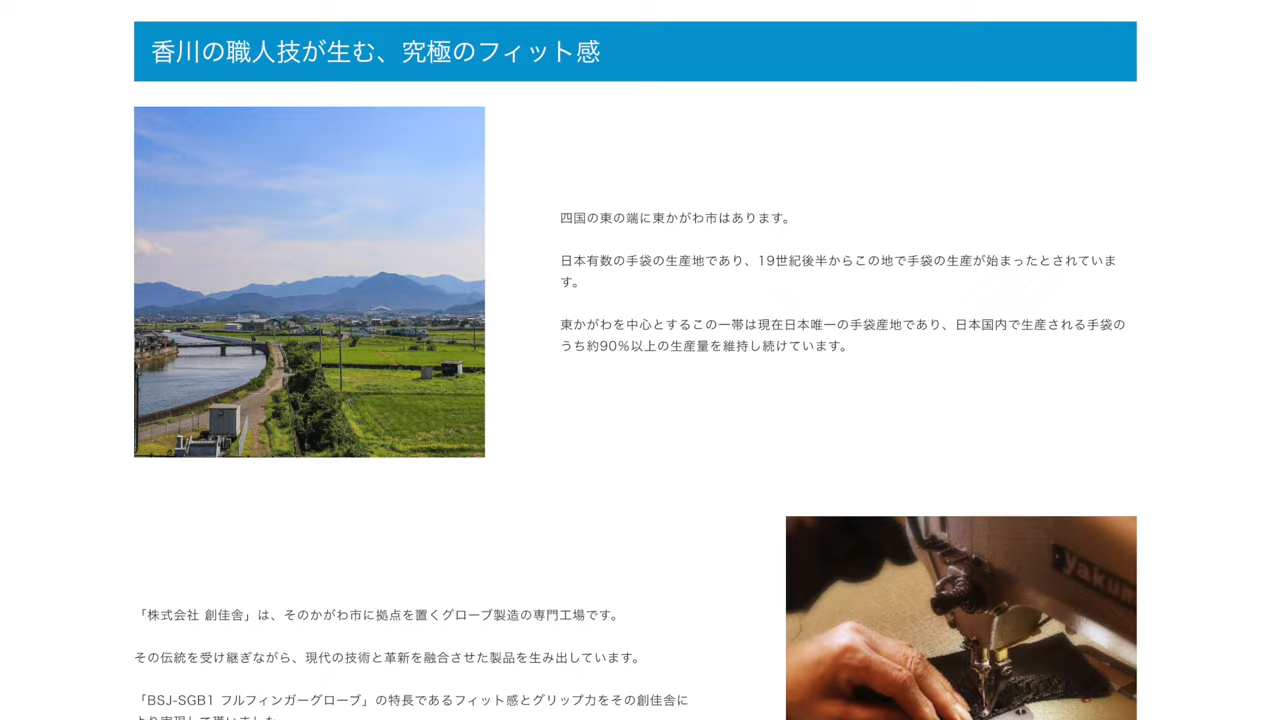 香川の職人技が生む、究極のフィット感
四国の東の端に東かがわ市はあります。
日本有数の手袋の生産地であり、19世紀後半からこの地で手袋の生産が始まったとされていま
す。
東かがわを中心とするこの一帯は現在日本唯一の手袋産地であり、日本国内で生産される手袋の
うち約90%以上の生産量を維持し続けています。
yakum
「株式会社 創佳舎」は、そのかがわ市に拠点を置くグローブ製造の専門工場です。
その伝統を受け継ぎながら、現代の技術と革新を融合させた製品を生み出しています。
「BSJ-SGB1 フルフィンガーグローブ」の特長であるフィット感とグリップ力をその創佳舎に
より実現して貰いました